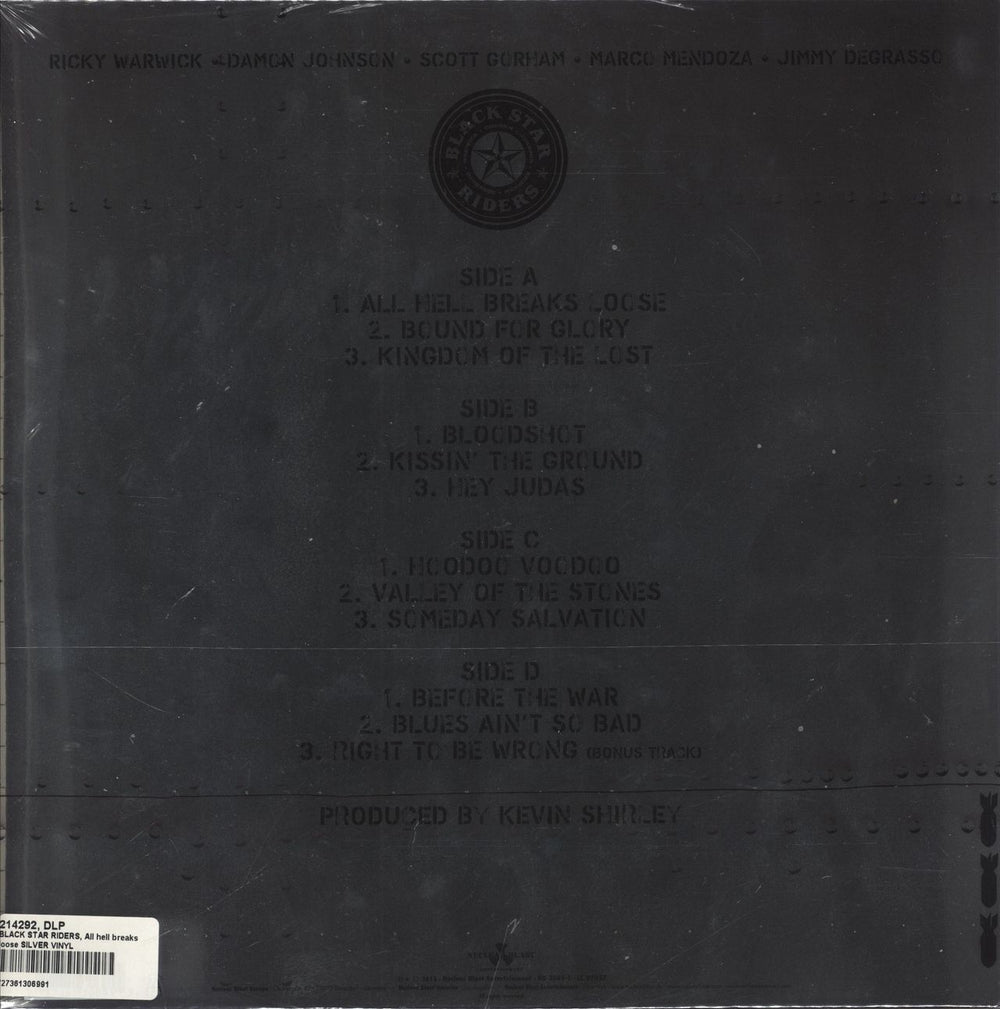 RICKY WARWICK • DAMON JOHNSON • SCOTT GORHAM • MARCO MENDOZA • JIMMY DEGRASSO
BLACK STAR
RIDERS
SIDE A
1. ALL HELL BREAKS LOOSE
2. BOUND FOR GLORY
3. KINGDOM OF THE LOST
SIDE B
1. BLOODSHOT
2. KISSIN' THE GROUND
3. HEY JUDAS
SIDE C
1. HOODOO VOODOO
2. VALLEY OF THE STONES
3. SOMEDAY SALVATION
SIDE D
1. BEFORE THE WAR
2. BLUES AIN'T SO BAD
3. RIGHT TO BE WRONG (BONUS TRACK)
PRODUCED BY KEVIN SHIRLEY
214292, DLP
BLACK STAR RIDERS, All hell breaks
oose SILVER VINYL
27361306991
NUCLEAR BLAST